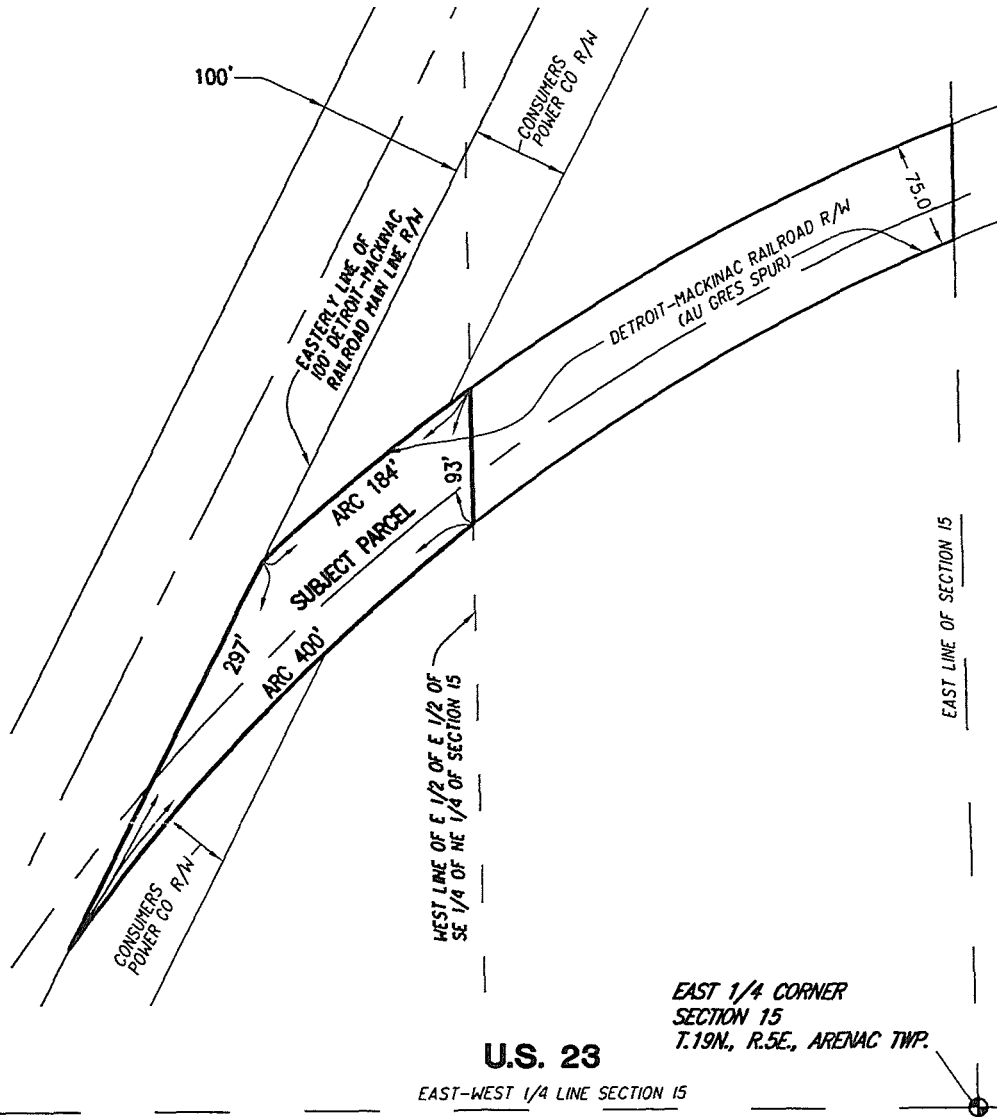 100'
CONSUMERS
POWER CO R/W
EASTERLY LINE OF
100' DETROIT-MACKINAC
RAILROAD MAIN LINE R/W
75.0
DETROIT-MACKINAC RAILROAD R/W
(AU GRES SPUR)
ARC 184'
93'
SUBJECT PARCEL
297'
ARC 400'
WEST LINE OF E 1/2 OF E 1/2 OF
SE 1/4 OF NE 1/4 OF SECTION 15
EAST LINE OF SECTION 15
CONSUMERS
POWER CO R/W
EAST 1/4 CORNER
SECTION 15
T.19N., R.5E., ARENAC TWP.
U.S. 23
EAST-WEST 1/4 LINE SECTION 15